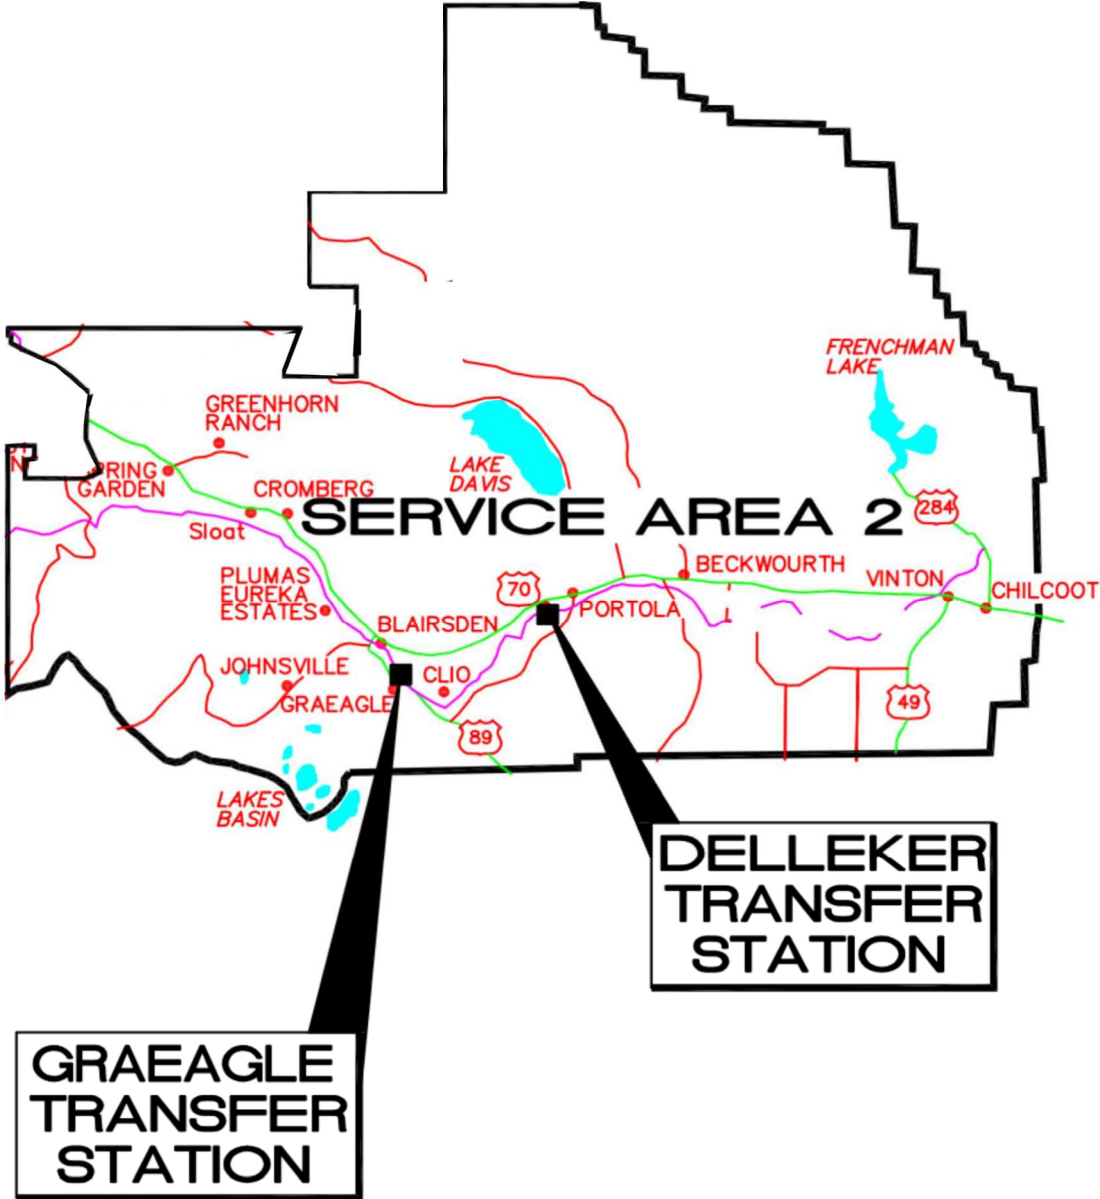 FRENCHMAN
LAKE
GREENHORN
RANCH
PRING
GARDEN
CROMBERG
LAKE
DAVIS
SERVICE AREA 2
284
Sloat
BECKWOURTH
PLUMAS
EUREKA
ESTATES
70
PORTOLA
VINTON
CHILCOOT
BLAIRSDEN
JOHNSVILLE
CLIO
GRAEAGLE
49
89
LAKES
BASIN
DELLEKER
TRANSFER
STATION
GRAEAGLE
TRANSFER
STATION